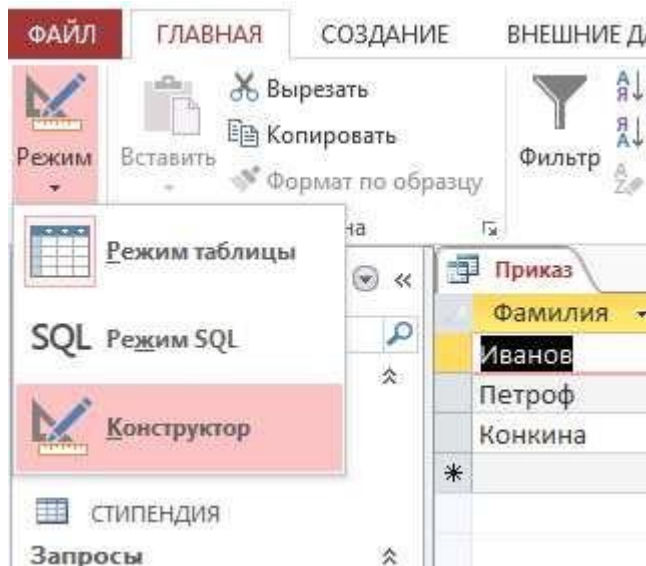 ФАЙЛ ГЛАВНАЯ СОЗДАНИЕ ВНЕШНИЕ ДА
Режим
Вставить
Вырезать
Копировать
Формат по образцу
Фильтр
на
Режим таблицы
SQL Режим SQL
Конструктор
СТИПЕНДИЯ
Запросы
Приказ
Фамилия
Иванов
Петроф
Конкина